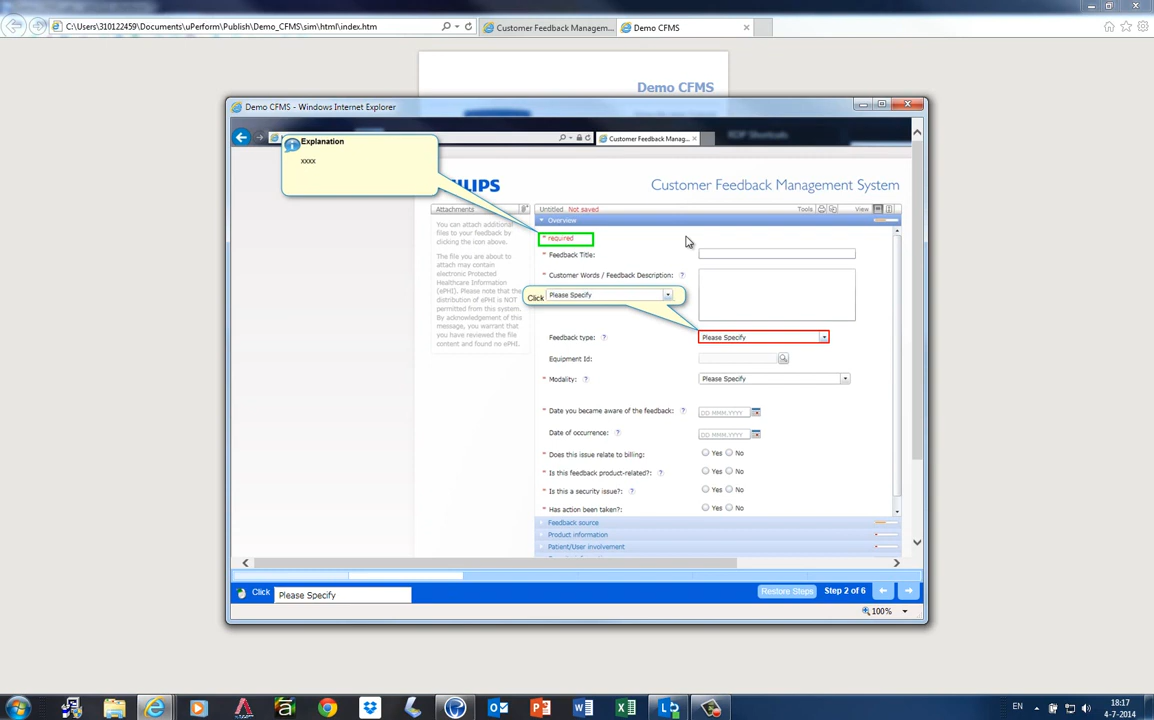 C:\Users\310122459\Documents\uPerform\Publish\Demo_CFMS\sim\html\index.htm
Customer Feedback Managem...
Demo CFMS
Demo CFMS
Demo CFMS - Windows Internet Explorer
Customer Feedback Manag...
KDP Shortcuts
Explanation
xxxx
HILIPS
Customer Feedback Management System
Attachments
Untitled Not saved
Tools
View
Overview
You can attach additional
files to your feedback by
clicking the icon above.
The file you are about to
attach may contain
electronic Protected
Healthcare Information
(ePHI). Please note that the
distribution of ePHI is NOT
permitted from this system.
By acknowledgement of this
message, you warrant that
you have reviewed the file
content and found no ePHI.
* required
* Feedback Title:
* Customer Words / Feedback Description: ?
Click Please Specify
Feedback type: ? Please Specify
Equipment Id:
* Modality: ? Please Specify
* Date you became aware of the feedback: ? DD MMM,YYYY
Date of occurrence: ? DD MMM,YYYY
* Does this issue relate to billing: Yes No
* Is this feedback product-related?: ? Yes No
* Is this a security issue?: ? Yes No
* Has action been taken?: Yes No
Feedback source
Product information
Patient/User involvement
Click Please Specify
Restore Steps
Step 2 of 6
100%
EN
18:17
4-7-2014